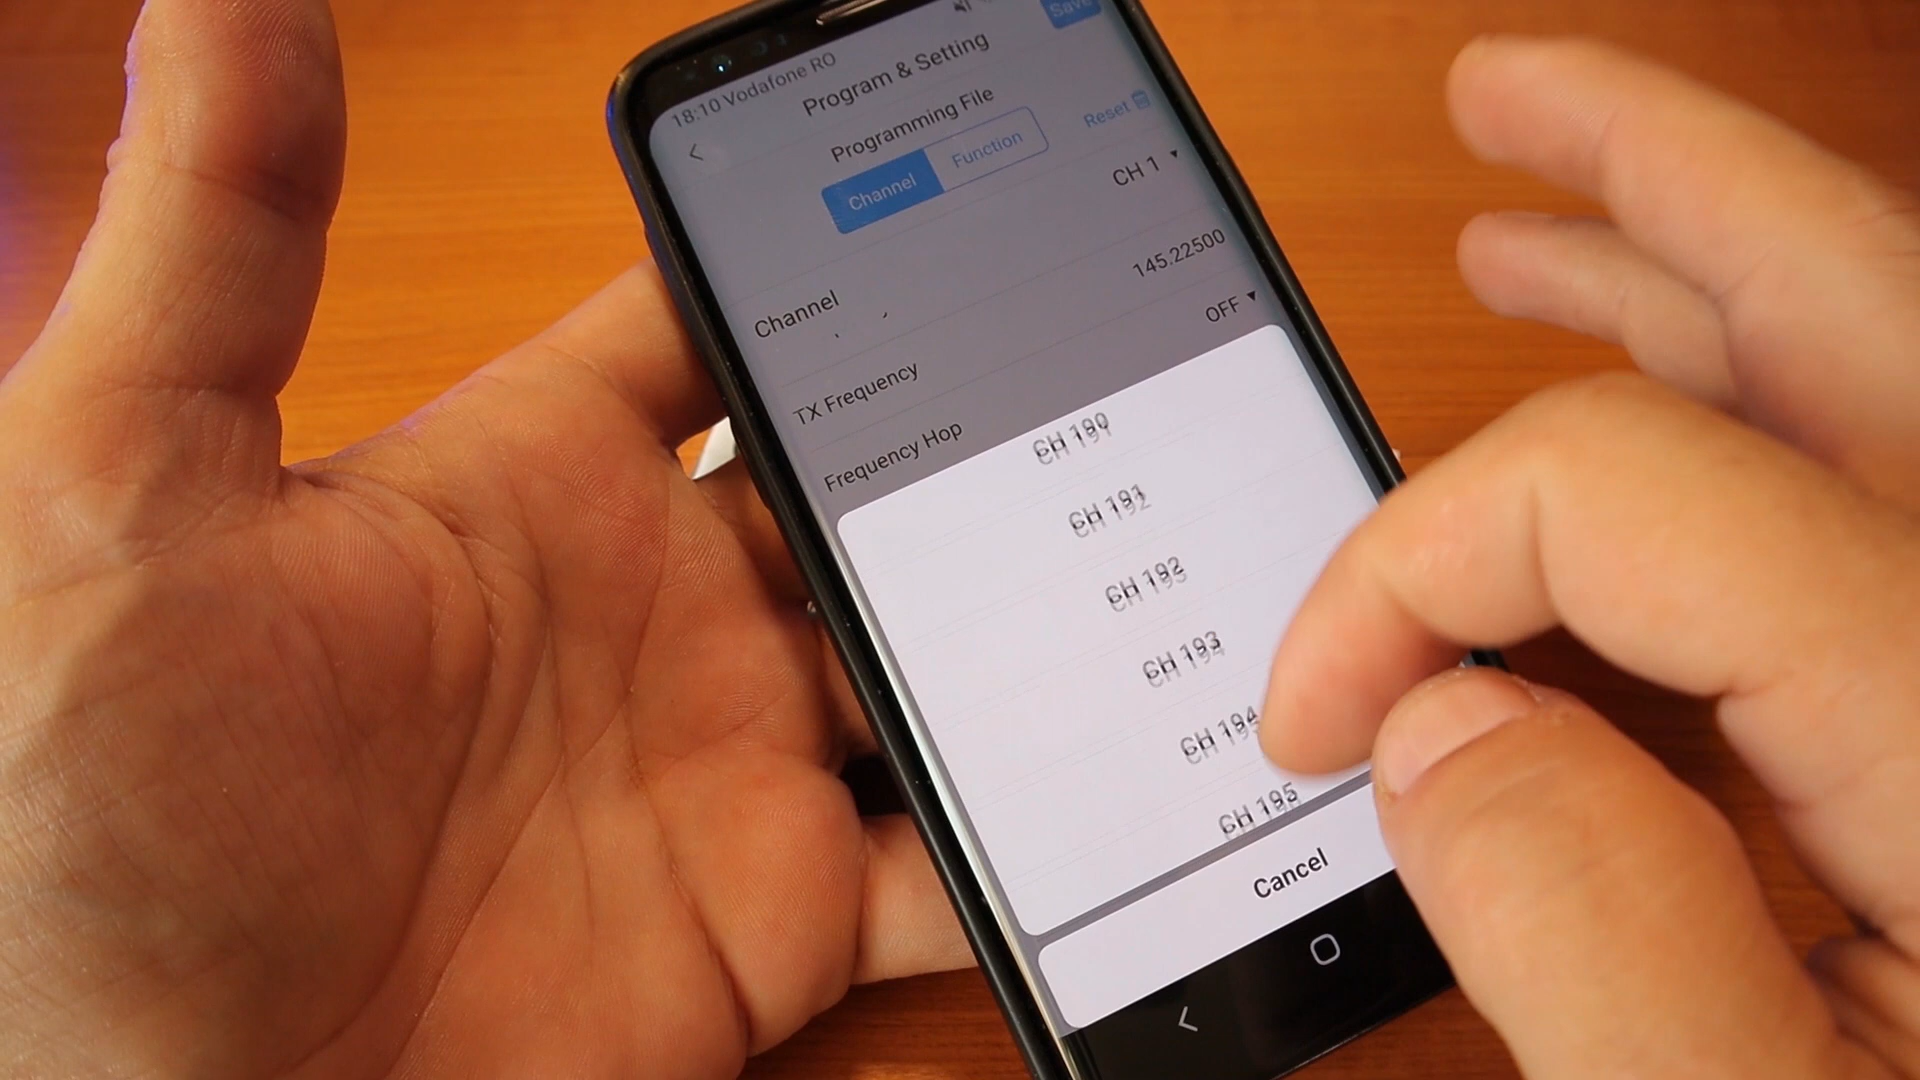 18:10 Vodafone RO
Save
Program & Setting
Programming File
Reset
Channel
Function
Channel
CH 1
TX Frequency
145.22500
Frequency Hop
OFF
CH 190
CH 191
CH 192
CH 193
CH 194
CH 195
Cancel